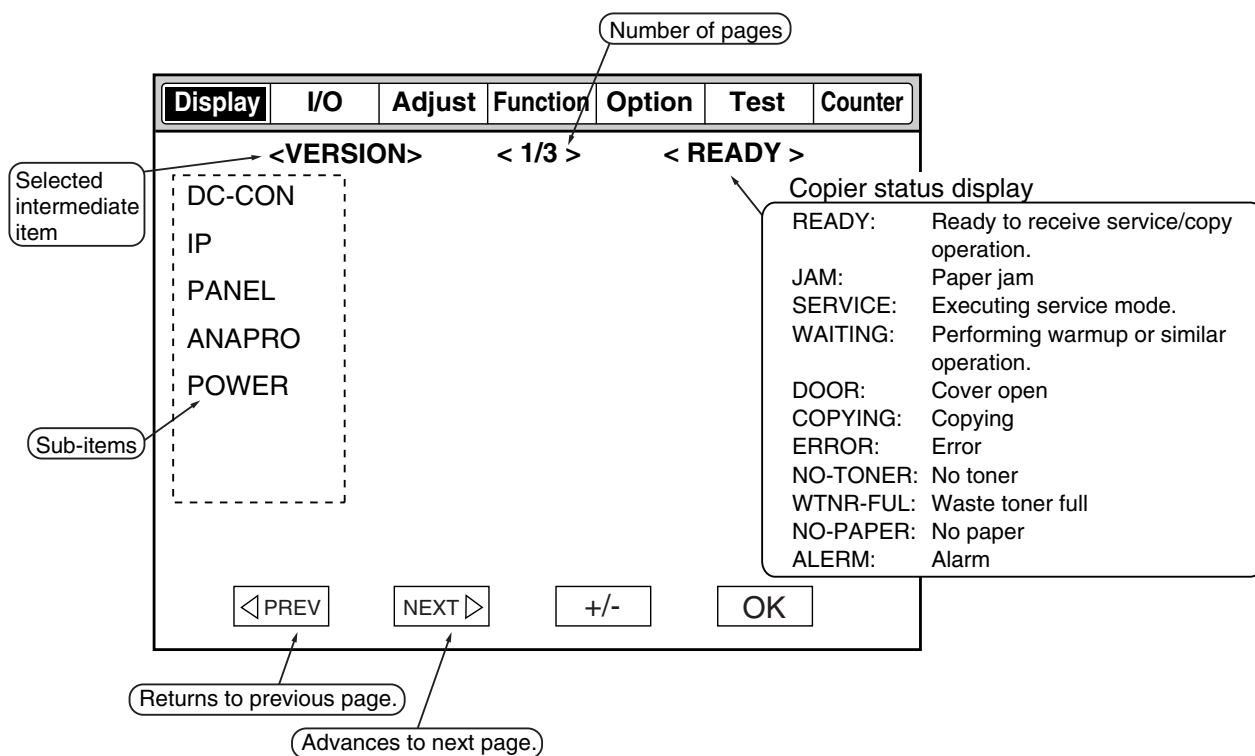 Number of pages
Display I/O Adjust Function Option Test Counter
<VERSION> < 1/3 > < READY >
Selected
intermediate
item
DC-CON
IP
PANEL
ANAPRO
POWER
Sub-items
Copier status display
READY: Ready to receive service/copy
operation.
JAM: Paper jam
SERVICE: Executing service mode.
WAITING: Performing warmup or similar
operation.
DOOR: Cover open
COPYING: Copying
ERROR: Error
NO-TONER: No toner
WTNR-FUL: Waste toner full
NO-PAPER: No paper
ALERM: Alarm
PREV NEXT +/- OK
Returns to previous page.
Advances to next page.